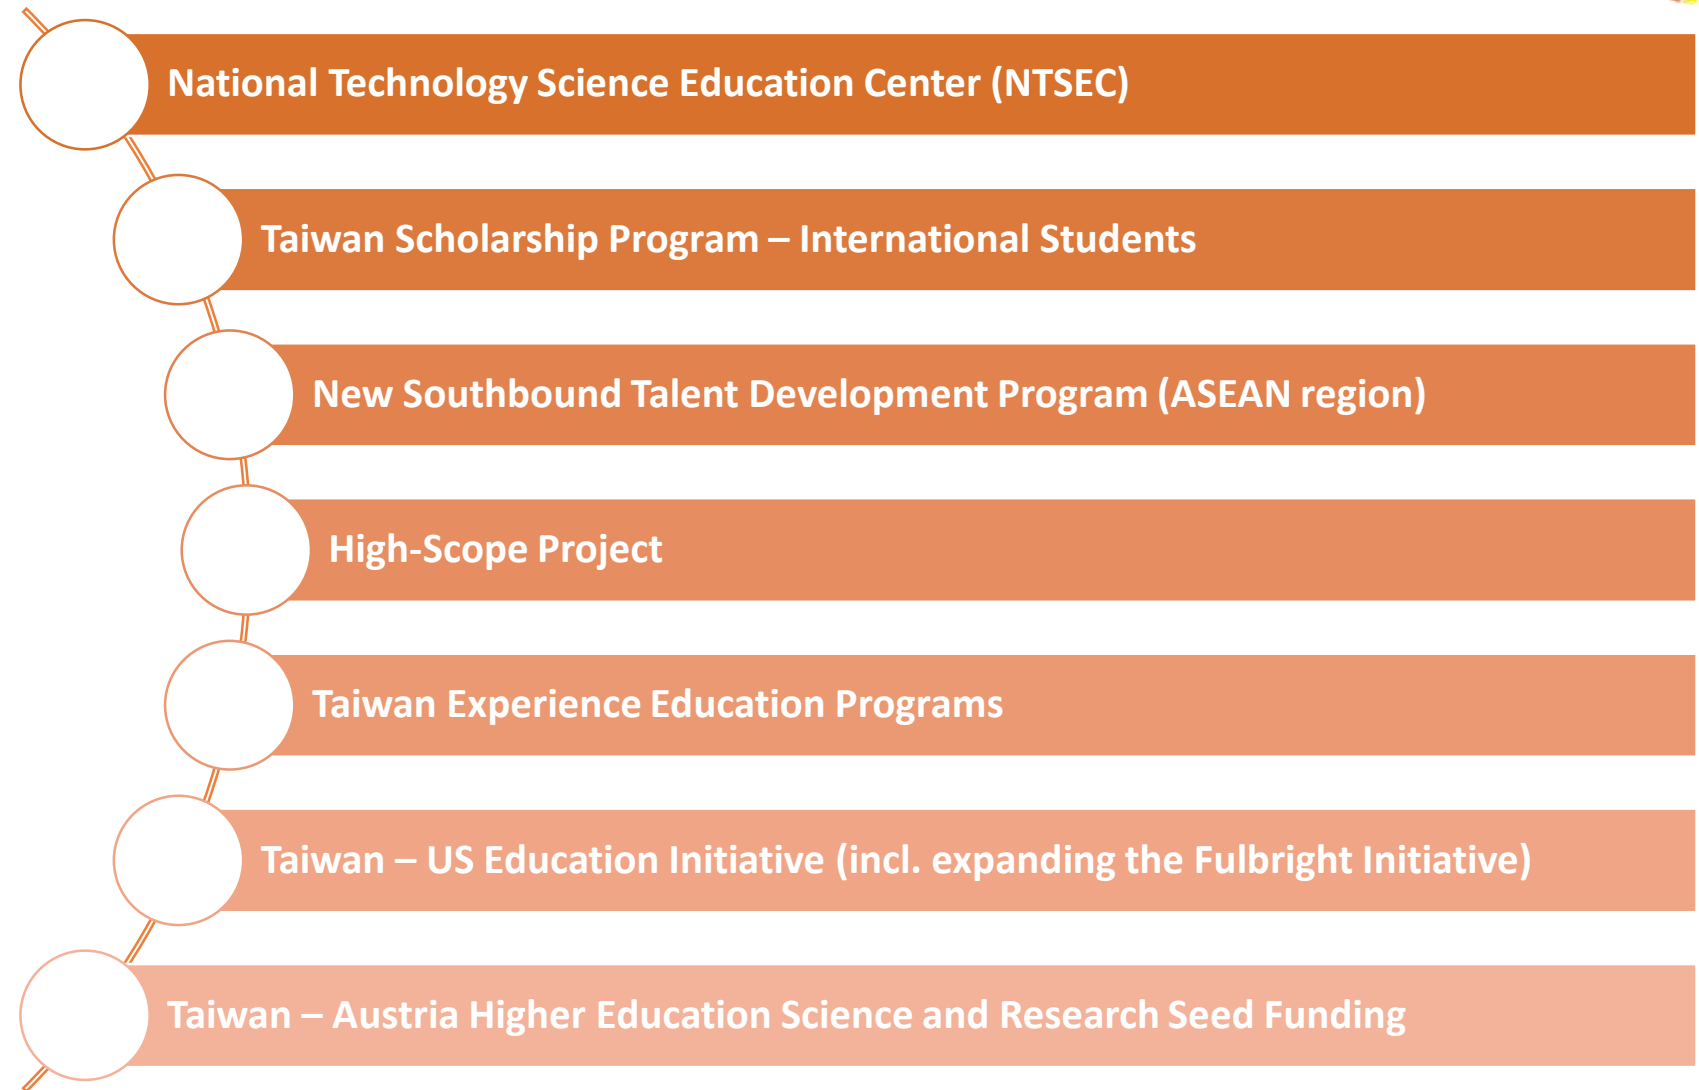 National Technology Science Education Center (NTSEC)
Taiwan Scholarship Program – International Students
New Southbound Talent Development Program (ASEAN region)
High-Scope Project
Taiwan Experience Education Programs
Taiwan – US Education Initiative (incl. expanding the Fulbright Initiative)
Taiwan – Austria Higher Education Science and Research Seed Funding